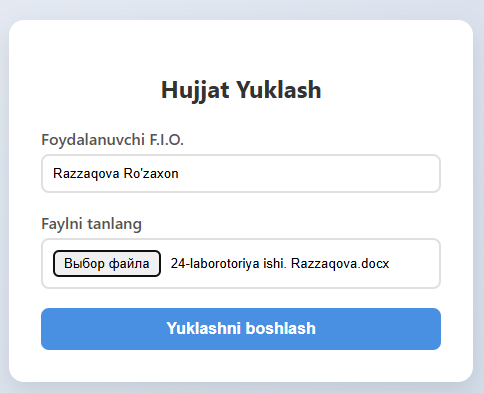 Hujjat Yuklash
Foydalanuvchi F.I.O.
Razzaqova Ro'zaxon
Faylni tanlang
Выбор файла 24-laborotoriya ishi. Razzaqova.docx
Yuklashni boshlash